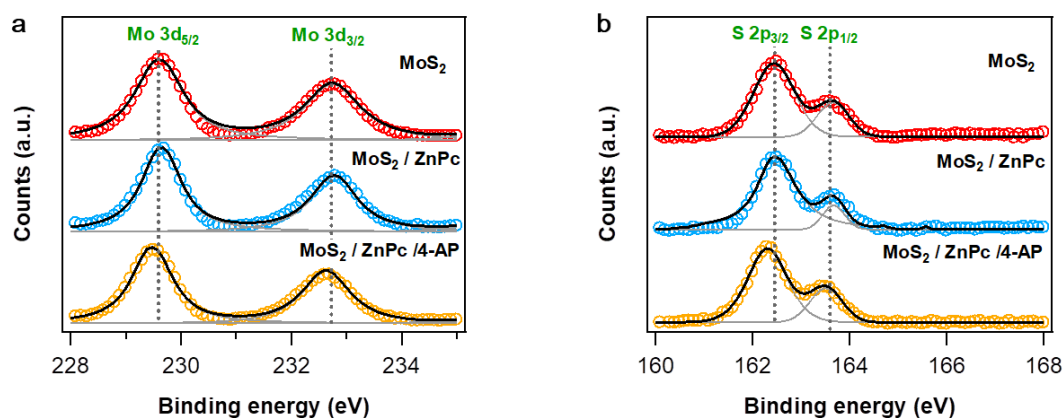 a
Mo 3d5/2
Mo 3d3/2
MoS2
MoS2 / ZnPc
MoS2 / ZnPc /4-AP
Counts (a.u.)
228
230
232
234
Binding energy (eV)
b
S 2p3/2
S 2p1/2
MoS2
MoS2 / ZnPc
MoS2 / ZnPc /4-AP
Counts (a.u.)
160
162
164
166
168
Binding energy (eV)